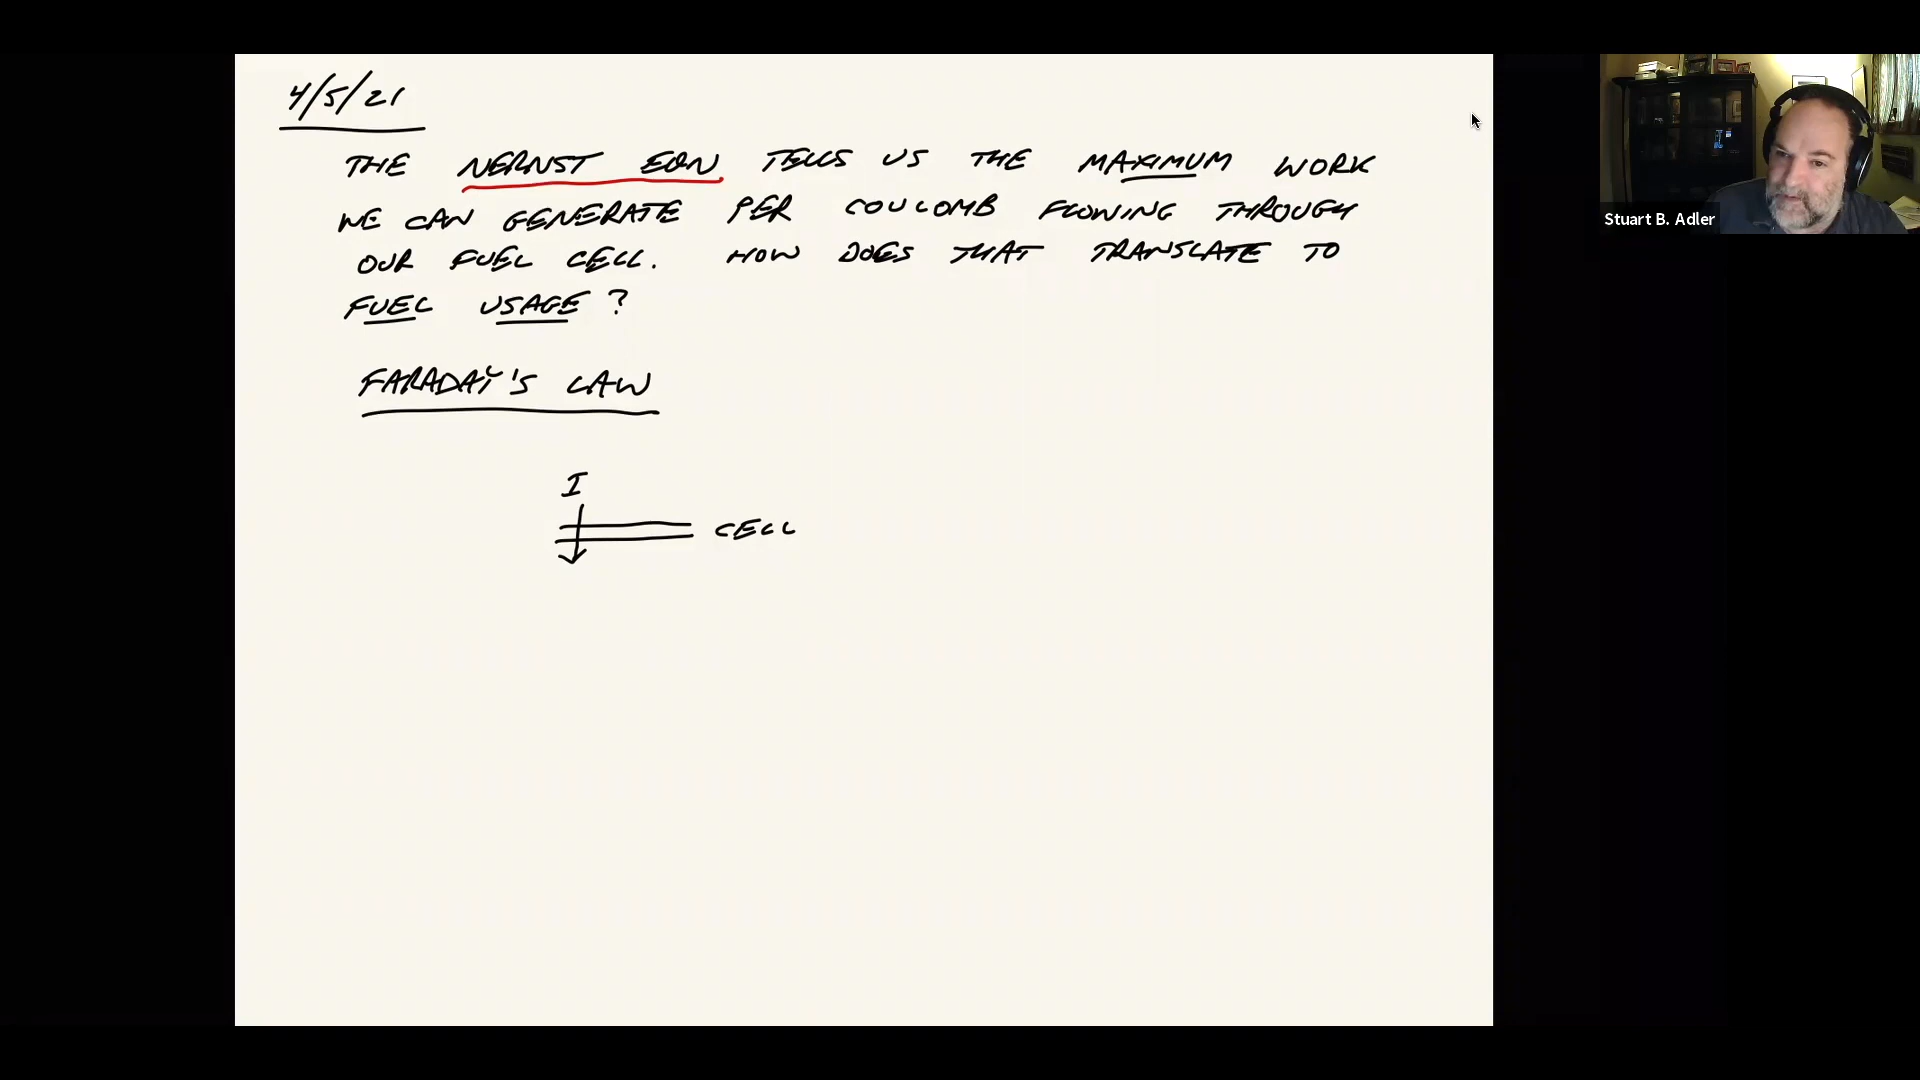 4/5/21
THE NERNST EQN TELLS US THE MAXIMUM WORK
WE CAN GENERATE PER COULOMB FLOWING THROUGH
OUR FUEL CELL. HOW DOES THAT TRANSLATE TO
FUEL USAGE?
FARADAY'S LAW
I
CELL
Stuart B. Adler